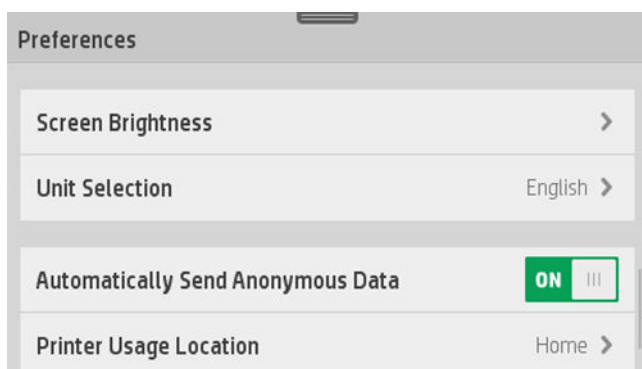 Preferences
Screen Brightness
Unit Selection English
Automatically Send Anonymous Data ON
Printer Usage Location Home